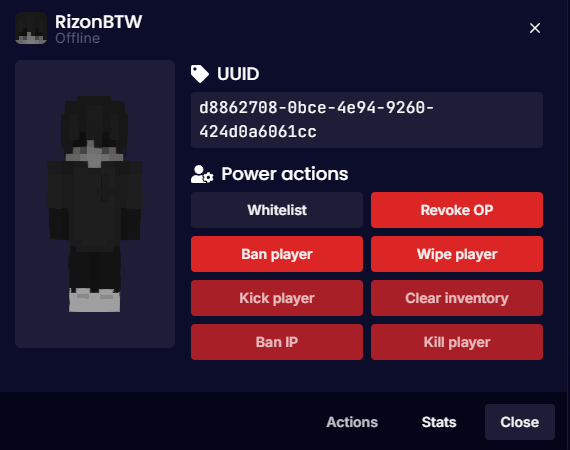 RizonBTW
Offline
UUID
d8862708-0bce-4e94-9260-
424d0a6061cc
Power actions
Whitelist
Revoke OP
Ban player
Wipe player
Kick player
Clear inventory
Ban IP
Kill player
Actions
Stats
Close